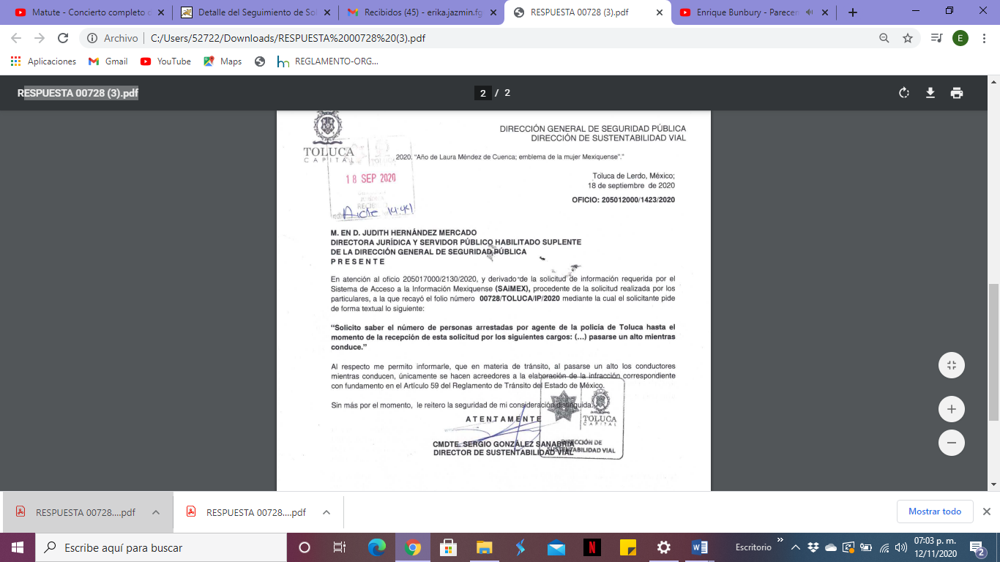 Matute - Concierto completo d
Detalle del Seguimiento de Sol
Recibidos (45) - erika.jazmin.fg
RESPUESTA 00728 (3).pdf
Enrique Bunbury - Parecem
Archivo
C:/Users/52722/Downloads/RESPUESTA%2000728%20(3).pdf
E
Aplicaciones
Gmail
YouTube
Maps
REGLAMENTO-ORG...
RESPUESTA 00728 (3).pdf
2 / 2
TOLUCA
CAPITAL
DIRECCIÓN GENERAL DE SEGURIDAD PÚBLICA
DIRECCIÓN DE SUSTENTABILIDAD VIAL
2020. “Año de Laura Méndez de Cuenca; emblema de la mujer Mexiquense”.”
18 SEP 2020
14:44
Toluca de Lerdo, México;
18 de septiembre de 2020
OFICIO: 205012000/1423/2020
M. EN D. JUDITH HERNÁNDEZ MERCADO
DIRECTORA JURÍDICA Y SERVIDOR PÚBLICO HABILITADO SUPLENTE
DE LA DIRECCIÓN GENERAL DE SEGURIDAD PÚBLICA
P R E S E N T E
En atención al oficio 205017000/2130/2020, y derivado de la solicitud de información requerida por el
Sistema de Acceso a la Información Mexiquense (SAiMEX), procedente de la solicitud realizada por los
particulares, a la que recayó el folio número 00728/TOLUCA/IP/2020 mediante la cual el solicitante pide
de forma textual lo siguiente:
“Solicito saber el número de personas arrestadas por agente de la policía de Toluca hasta el
momento de la recepción de esta solicitud por los siguientes cargos: (...) pasarse un alto mientras
conduce.”
Al respecto me permito informarle, que en materia de tránsito, al pasarse un alto los conductores
mientras conducen, únicamente se hacen acreedores a la elaboración de la infracción correspondiente
con fundamento en el Artículo 59 del Reglamento de Tránsito del Estado de México.
Sin más por el momento, le reitero la seguridad de mi consideración distinguida.
A T E N T A M E N T E
TOLUCA
CAPITAL
CMDTE. SERGIO GONZÁLEZ SANABRIA
DIRECTOR DE SUSTENTABILIDAD VIAL
DIRECCIÓN DE
SUSTENTABILIDAD VIAL
RESPUESTA 00728....pdf
RESPUESTA 00728....pdf
Mostrar todo
Escribe aquí para buscar
Escritorio
07:03 p. m.
12/11/2020
2